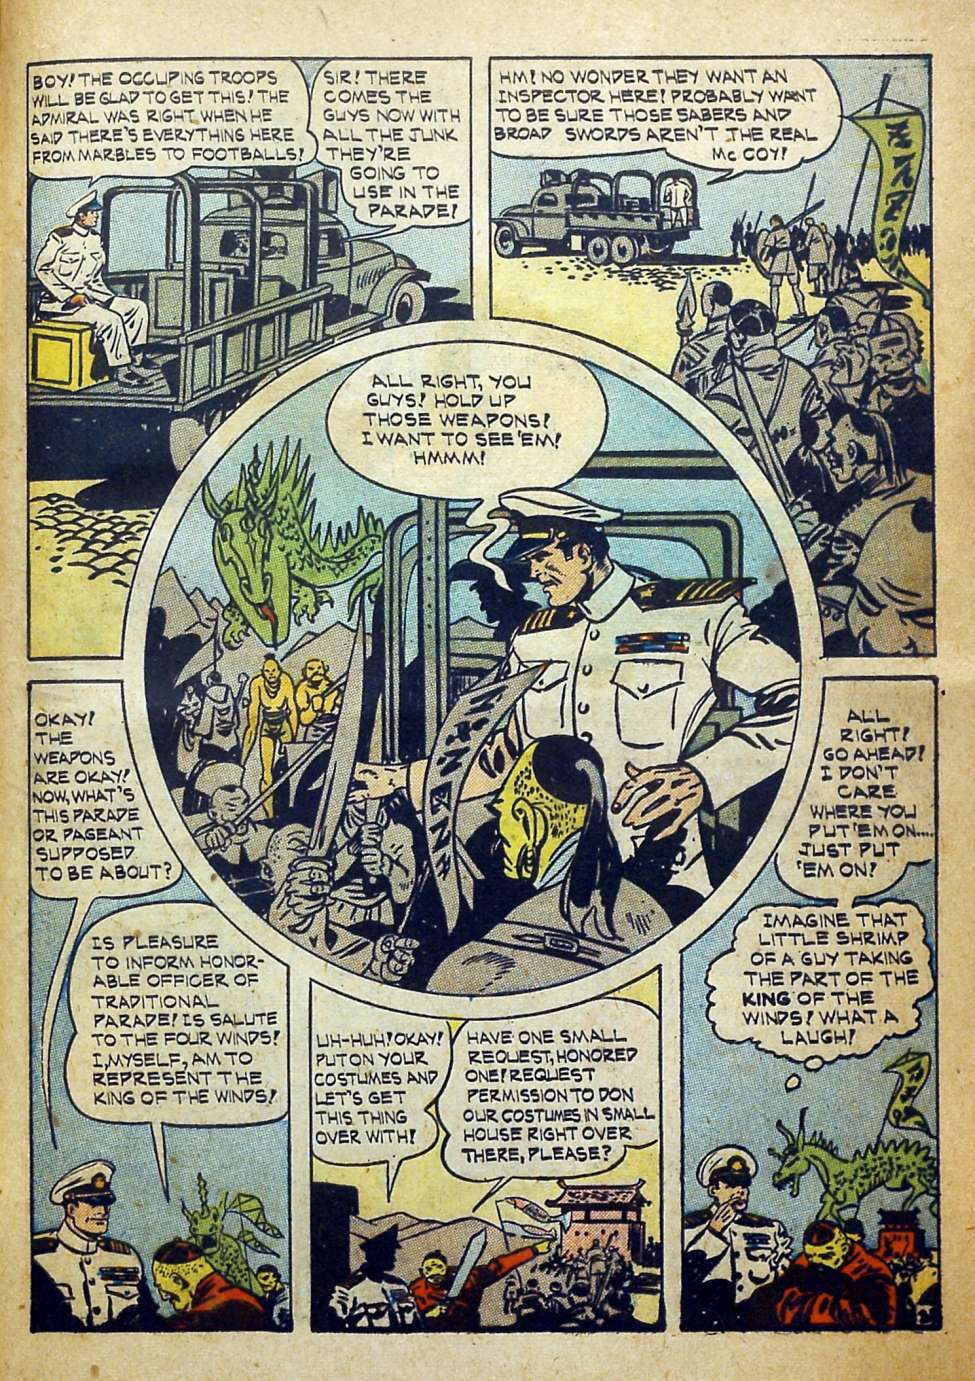 BOY! THE OCCUPING TROOPS
WILL BE GLAD TO GET THIS! THE
ADMIRAL WAS RIGHT WHEN HE
SAID THERE'S EVERYTHING HERE
FROM MARBLES TO FOOTBALLS!
SIR! THERE
COMES THE
GUYS NOW WITH
ALL THE JUNK
THEY'RE
GOING TO
USE IN THE
PARADE!
HM! NO WONDER THEY WANT AN
INSPECTOR HERE! PROBABLY WANT
TO BE SURE THOSE SABERS AND
BROAD SWORDS AREN'T THE REAL
Mc COY!
ALL RIGHT, YOU
GUYS! HOLD UP
THOSE WEAPONS!
I WANT TO SEE 'EM!
HMMM!
OKAY!
THE
WEAPONS
ARE OKAY!
NOW, WHAT'S
THIS PARADE
OR PAGEANT
SUPPOSED
TO BE ABOUT?
IS PLEASURE
TO INFORM HONOR-
ABLE OFFICER OF
TRADITIONAL
PARADE! IS SALUTE
TO THE FOUR WINDS!
I, MYSELF, AM TO
REPRESENT THE
KING OF THE WINDS!
UH-HUH! OKAY!
PUT ON YOUR
COSTUMES AND
LET'S GET
THIS THING
OVER WITH!
HAVE ONE SMALL
REQUEST, HONORED
ONE! REQUEST
PERMISSION TO DON
OUR COSTUMES IN SMALL
HOUSE RIGHT OVER
THERE, PLEASE?
ALL
RIGHT!
GO AHEAD!
I DON'T
CARE
WHERE YOU
PUT 'EM ON....
JUST PUT
'EM ON!
IMAGINE THAT
LITTLE SHRIMP
OF A GUY TAKING
THE PART OF THE
KING OF THE
WINDS! WHAT A
LAUGH!